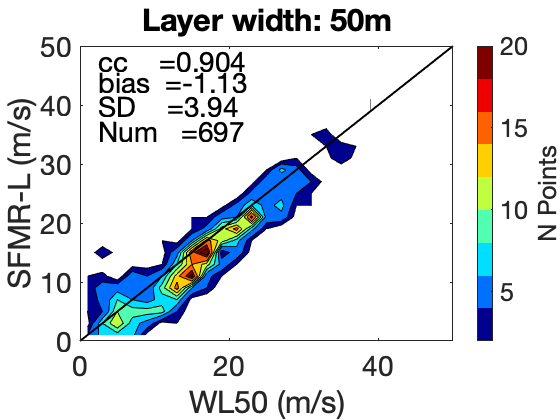 Layer width: 50m
cc =0.904
bias =-1.13
SD =3.94
Num =697
SFMR-L (m/s)
50
40
30
20
10
0
0 20 40
WL50 (m/s)
20
15
10
5
N Points